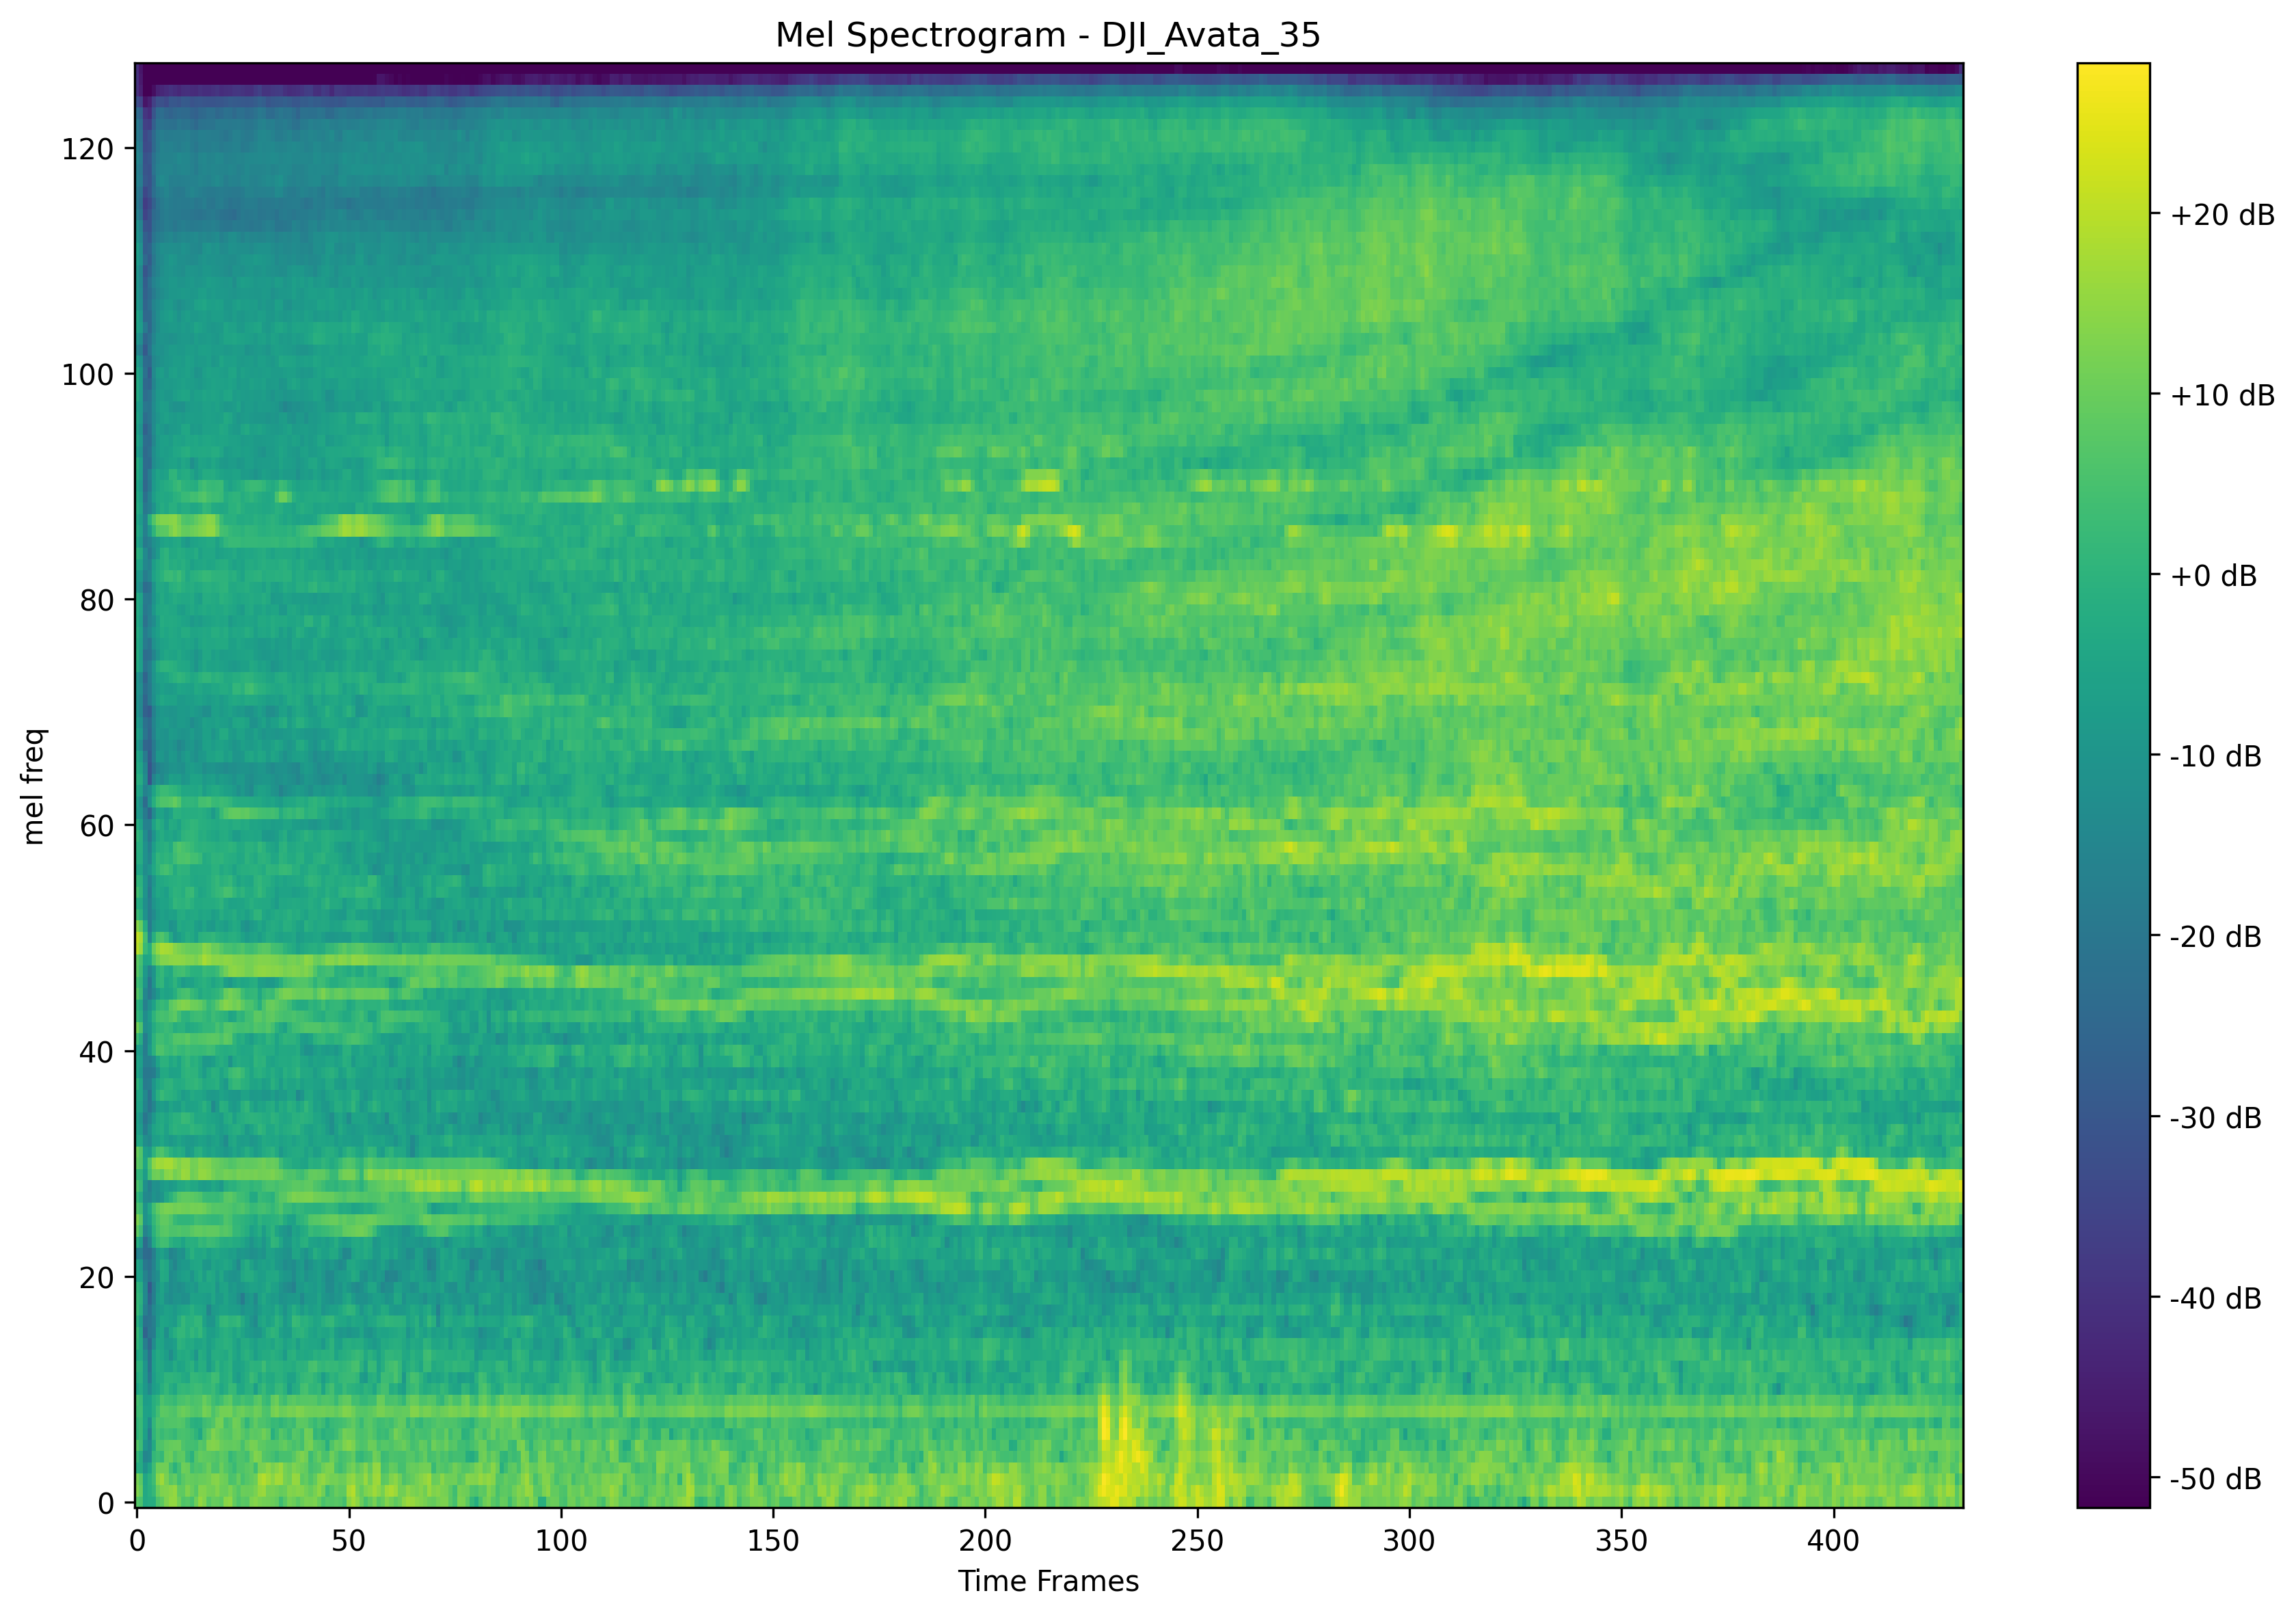 Mel Spectrogram - DJI_Avata_35
120
100
80
60
40
20
0
mel freq
0 50 100 150 200 250 300 350 400
Time Frames
+20 dB
+10 dB
+0 dB
-10 dB
-20 dB
-30 dB
-40 dB
-50 dB